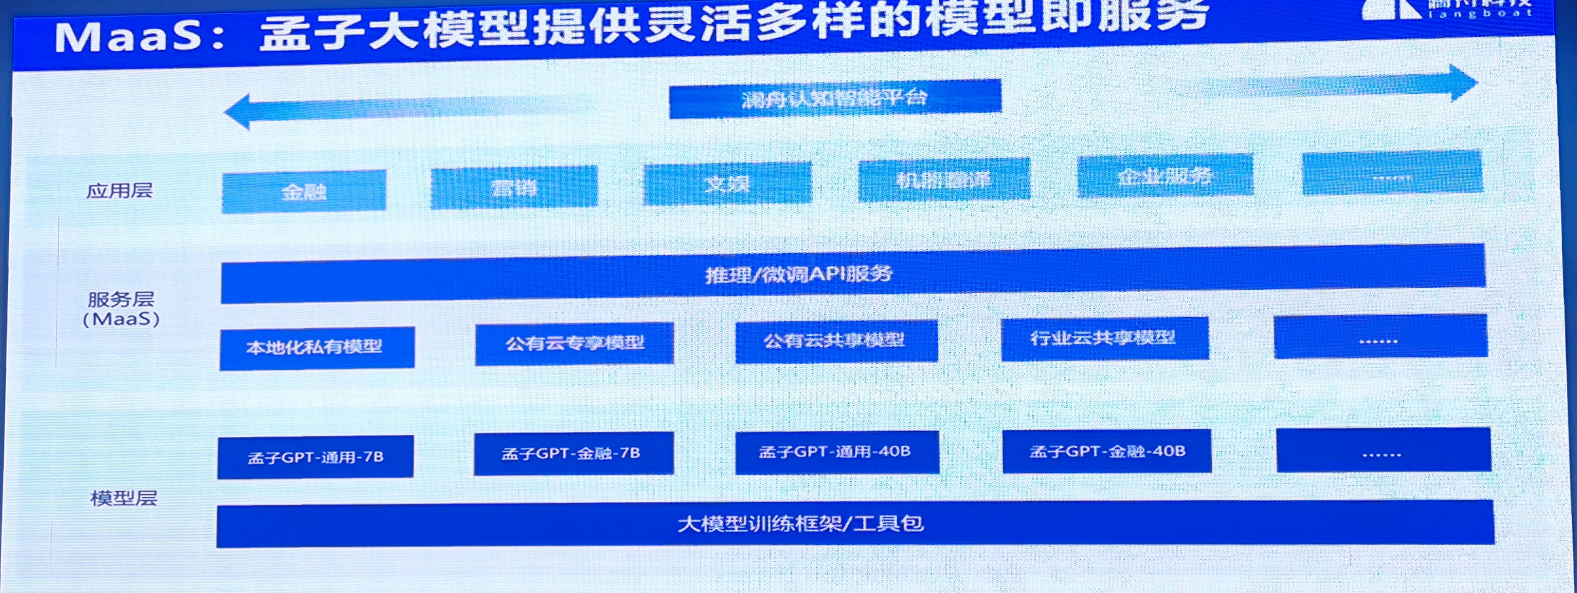 MaaS：孟子大模型提供灵活多样的模型即服务
澜舟科技
langboat
澜舟认知智能平台
应用层
金融
营销
文娱
机器翻译
企业服务
......
服务层
(MaaS)
推理/微调API服务
本地化私有模型
公有云专享模型
公有云共享模型
行业云共享模型
......
模型层
孟子GPT-通用-7B
孟子GPT-金融-7B
孟子GPT-通用-40B
孟子GPT-金融-40B
......
大模型训练框架/工具包